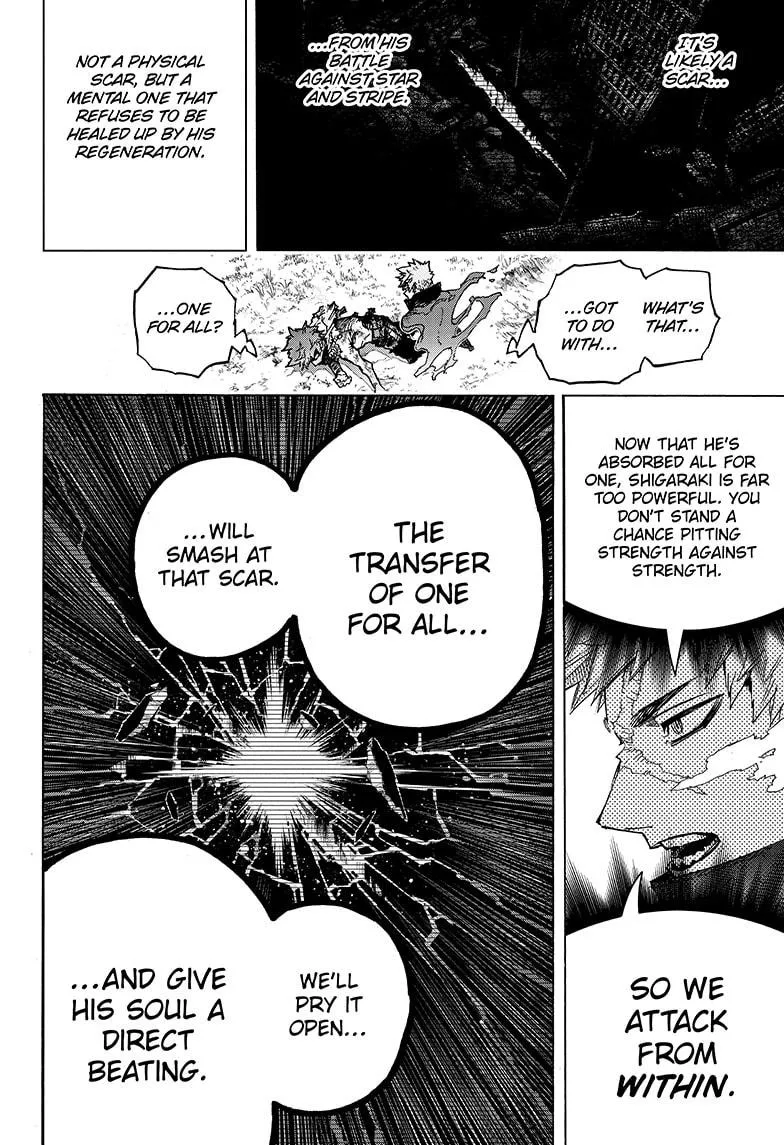 IT'S
LIKELY A
SCAR...
...FROM HIS
BATTLE
AGAINST STAR
AND STRIPE.
NOT A PHYSICAL
SCAR, BUT A
MENTAL ONE THAT
REFUSES TO BE
HEALED UP BY HIS
REGENERATION.
WHAT'S
THAT...
...GOT
TO DO
WITH...
...ONE
FOR ALL?
NOW THAT HE'S
ABSORBED ALL FOR
ONE, SHIGARAKI IS FAR
TOO POWERFUL. YOU
DON'T STAND A
CHANCE PITTING
STRENGTH AGAINST
STRENGTH.
SO WE
ATTACK
FROM
WITHIN.
THE
TRANSFER
OF ONE
FOR ALL...
...WILL
SMASH AT
THAT SCAR.
WE'LL
PRY IT
OPEN...
...AND GIVE
HIS SOUL A
DIRECT
BEATING.